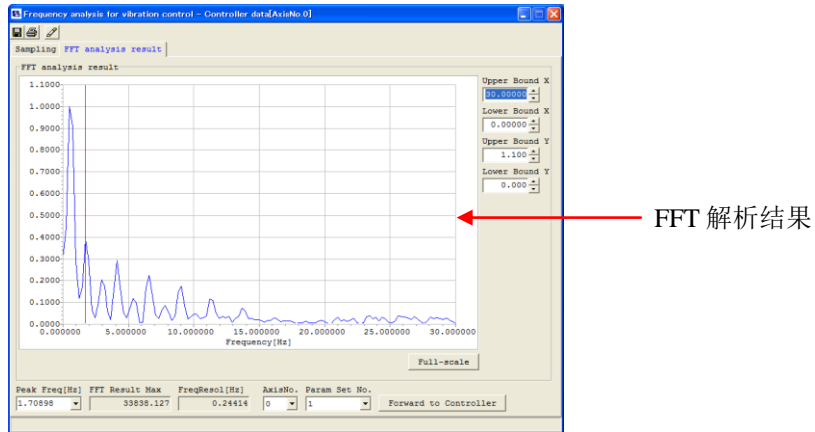 Frequency analysis for vibration control - Controller data[AxisNo.0]
Sampling FFT analysis result
FFT analysis result
Upper Bound X
30.00000
Lower Bound X
0.00000
Upper Bound Y
1.100
Lower Bound Y
0.000
1.1000
1.0000
0.9000
0.8000
0.7000
0.6000
0.5000
0.4000
0.3000
0.2000
0.1000
0.0000
0.000000 5.000000 10.000000 15.000000 20.000000 25.000000 30.000000
Frequency[Hz]
Full-scale
FFT 解析结果
Peak Freq[Hz] FFT Result Max FreqResol[Hz] AxisNo. Param Set No.
1.70898 33838.127 0.24414 0 1 Forward to Controller